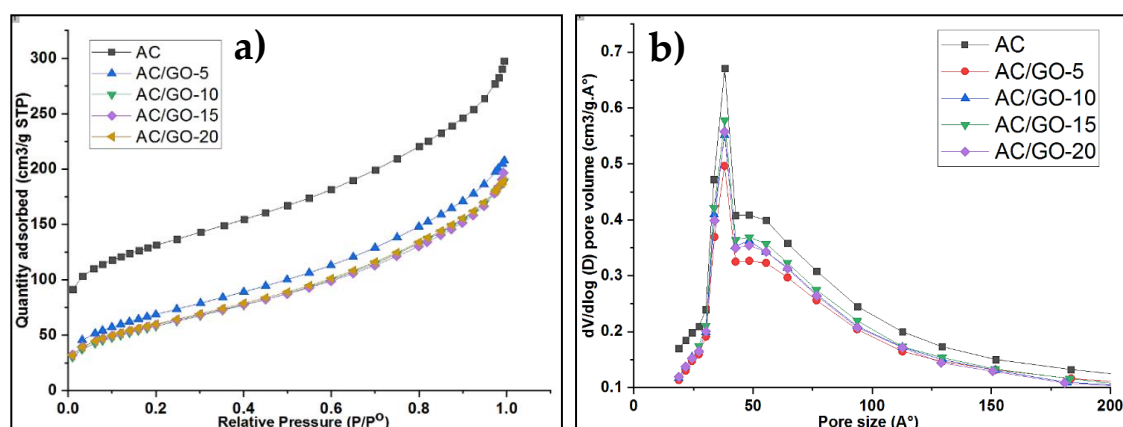 a)
AC
AC/GO-5
AC/GO-10
AC/GO-15
AC/GO-20
Quantity adsorbed (cm3/g STP)
300
250
200
150
100
50
0
0.0 0.2 0.4 0.6 0.8 1.0
Relative Pressure (P/P⁰)
b)
AC
AC/GO-5
AC/GO-10
AC/GO-15
AC/GO-20
dV/dlog (D) pore volume (cm3/g.A°)
0.7
0.6
0.5
0.4
0.3
0.2
0.1
50 100 150 200
Pore size (A°)